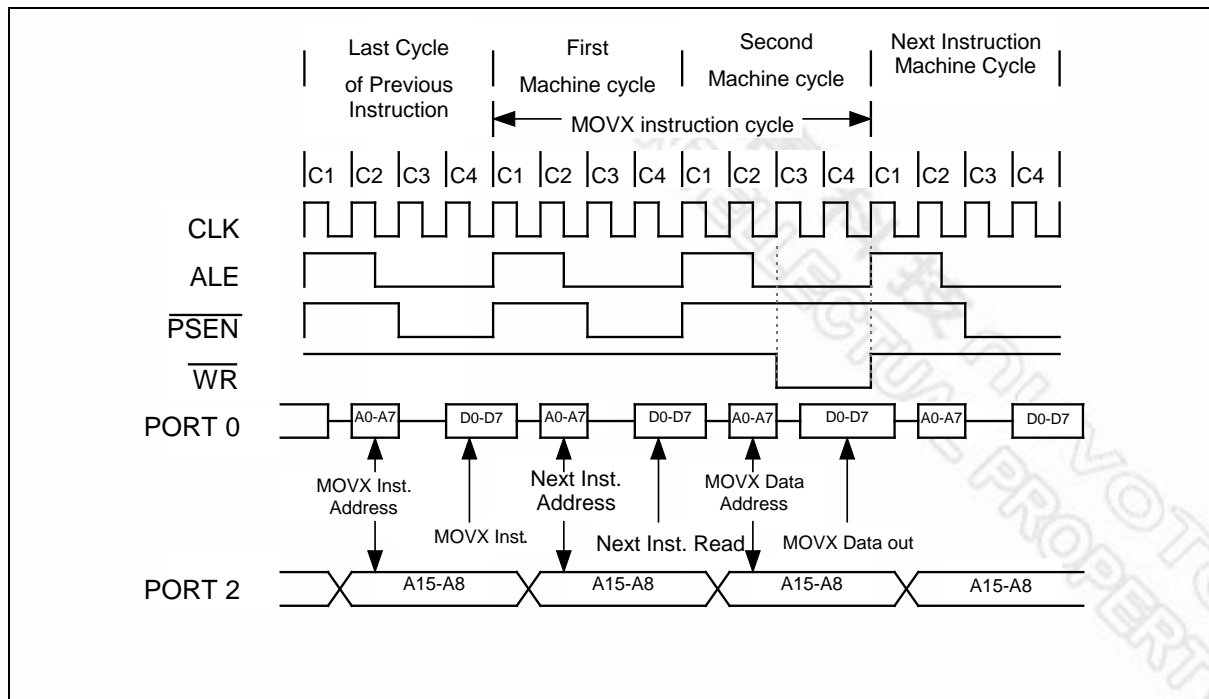 Last Cycle
of Previous
Instruction
First
Machine cycle
Second
Machine cycle
Next Instruction
Machine Cycle
MOVX instruction cycle
C1 C2 C3 C4 C1 C2 C3 C4 C1 C2 C3 C4 C1 C2 C3 C4
CLK
ALE
PSEN
WR
PORT 0
A0-A7 D0-D7 A0-A7 D0-D7 A0-A7 D0-D7 A0-A7 D0-D7
MOVX Inst.
Address
MOVX Inst.
Next Inst.
Address
Next Inst. Read
MOVX Data
Address
MOVX Data out
PORT 2
A15-A8 A15-A8 A15-A8 A15-A8